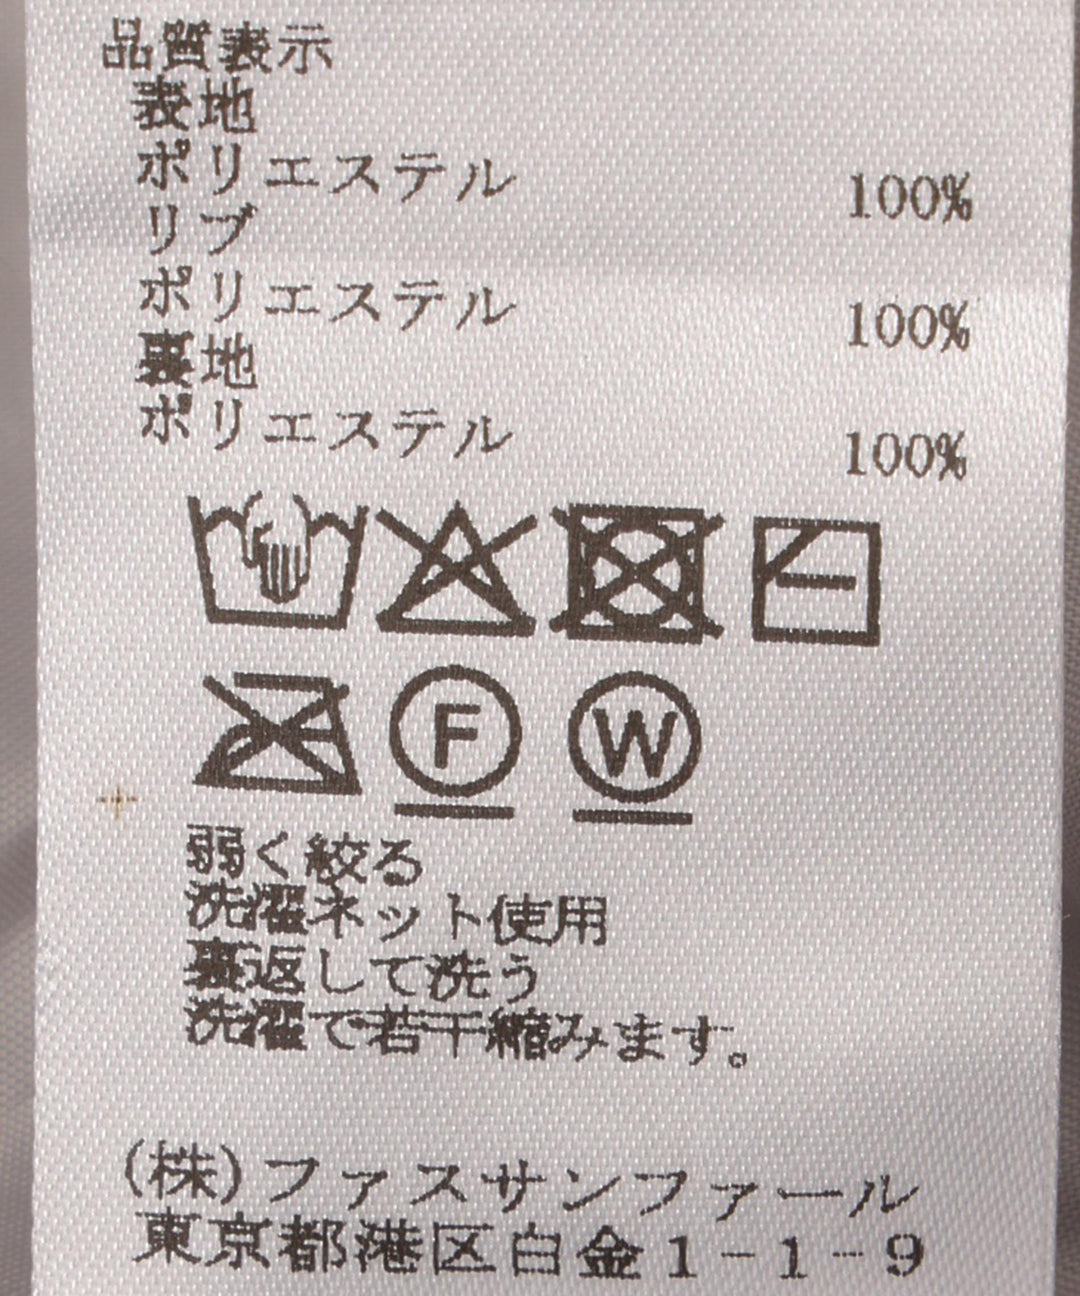 品質表示
表地
ポリエステル 100%
リブ
ポリエステル 100%
裏地
ポリエステル 100%
F W
弱く絞る
洗濯ネット使用
裏返して洗う
洗濯で若干縮みます。
(株)ファスサンファール
東京都港区白金1-1-9